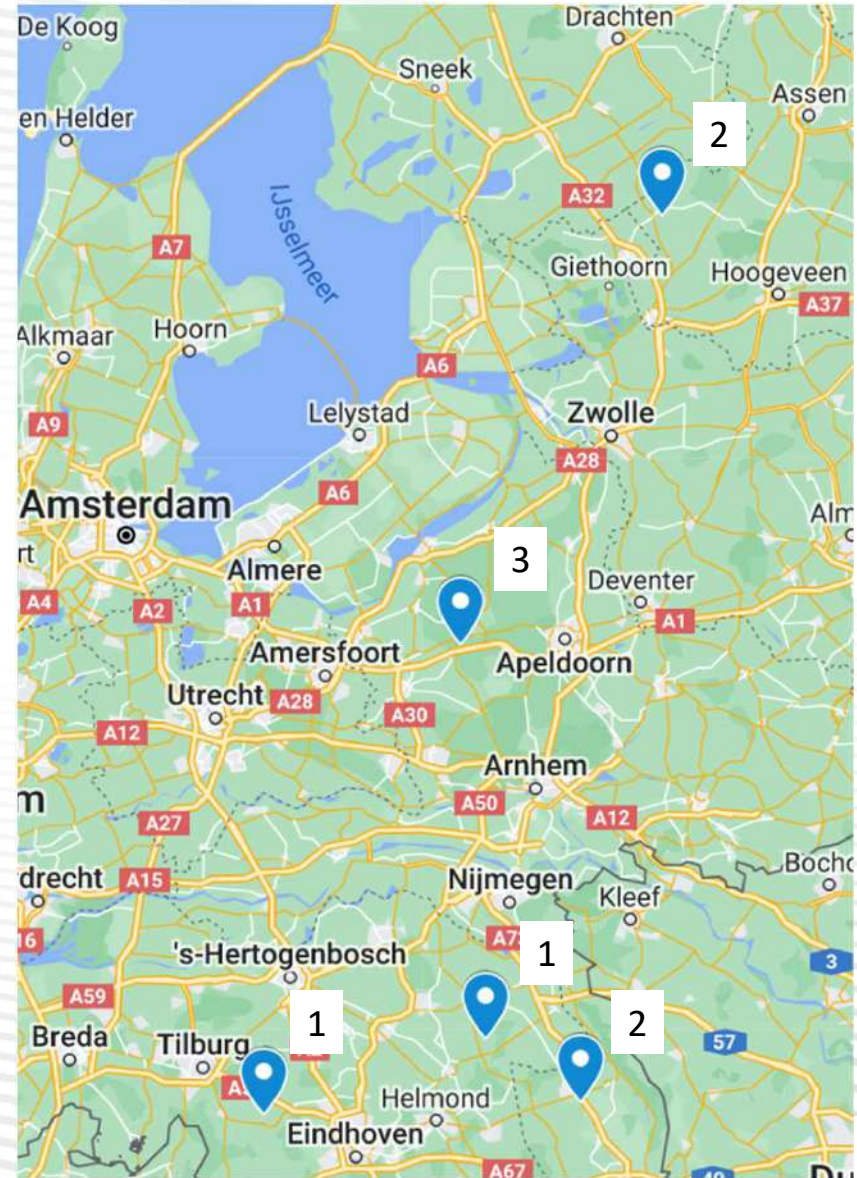 De Koog
Drachten
Sneek
Assen
en Helder
2
A32
IJsselmeer
A7
Giethoorn
Hoogeveen
A37
Alkmaar
Hoorn
A6
Lelystad
Zwolle
A9
A28
A6
Amsterdam
Alm
rt
3
Almere
Deventer
A4
A2
A1
A1
Amersfoort
Apeldoorn
Utrecht
A28
A30
A12
Arnhem
m
A50
A27
A12
drecht
A15
Nijmegen
Kleef
Bocho
16
A73
's-Hertogenbosch
1
3
A59
1
2
Breda
Tilburg
57
Helmond
Eindhoven
A67